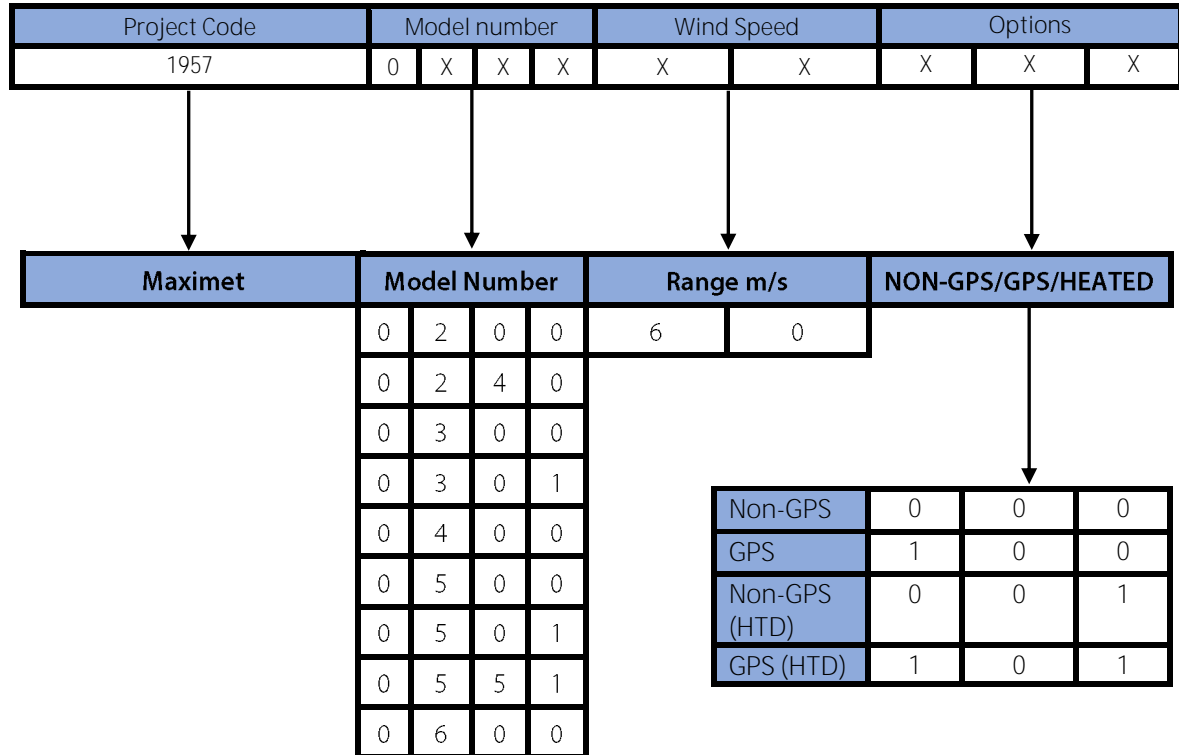 Project Code Model number Wind Speed Options
1957 0 X X X X X X X X
Maximet Model Number Range m/s NON-GPS/GPS/HEATED
0 2 0 0 6 0
0 2 4 0
0 3 0 0
0 3 0 1
0 4 0 0
0 5 0 0
0 5 0 1
0 5 5 1
0 6 0 0
Non-GPS 0 0 0
GPS 1 0 0
Non-GPS
(HTD) 0 0 1
GPS (HTD) 1 0 1